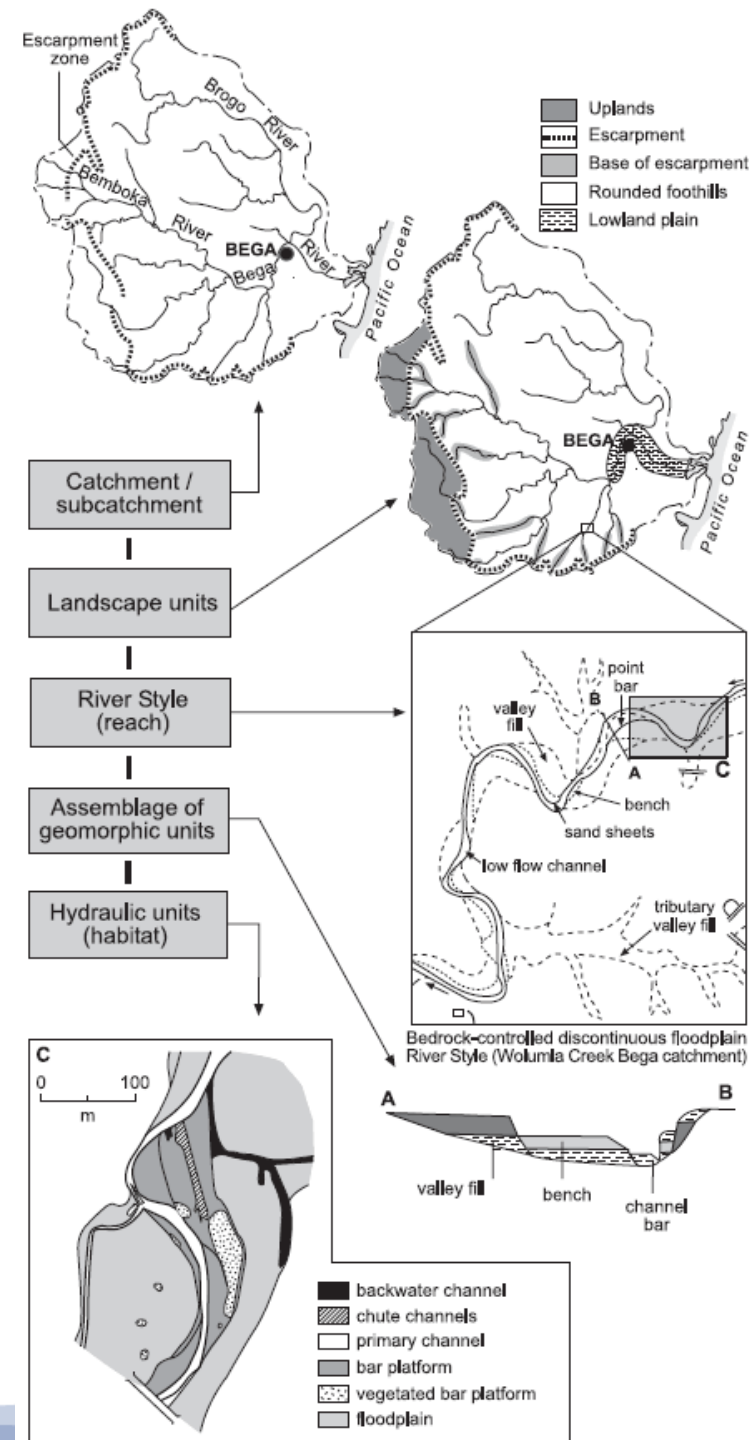 Escarpment
zone
Brogo River
Bemboka River
BEGA
Bega River
Pacific Ocean
Uplands
Escarpment
Base of escarpment
Rounded foothills
Lowland plain
BEGA
Pacific Ocean
Catchment /
subcatchment
Landscape units
River Style
(reach)
Assemblage of
geomorphic units
Hydraulic units
(habitat)
point
bar
B
valley
fill
A
C
bench
sand sheets
low flow channel
tributary
valley fill
Bedrock-controlled discontinuous floodplain
River Style (Wolumla Creek Bega catchment)
A
B
valley fill
bench
channel
bar
C
0 100
m
backwater channel
chute channels
primary channel
bar platform
vegetated bar platform
floodplain